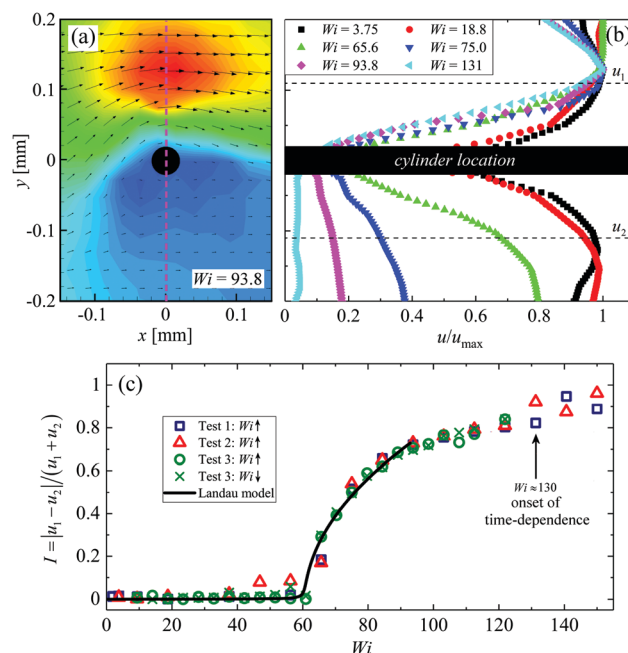 (a)
0.2
0.1
0
-0.1
-0.2
y [mm]
Wi = 93.8
-0.1 0 0.1
x [mm]
(b)
Wi = 3.75 Wi = 18.8
Wi = 65.6 Wi = 75.0
Wi = 93.8 Wi = 131
u₁
cylinder location
u₂
0 0.2 0.4 0.6 0.8 1
u/uₘₐₓ
(c)
1
0.8
0.6
0.4
0.2
0
I = |u₁ − u₂|/(u₁ + u₂)
Test 1: Wi↑
Test 2: Wi↑
Test 3: Wi↑
Test 3: Wi↓
Landau model
Wi ≈130
onset of
time-dependence
0 20 40 60 80 100 120 140 160
Wi